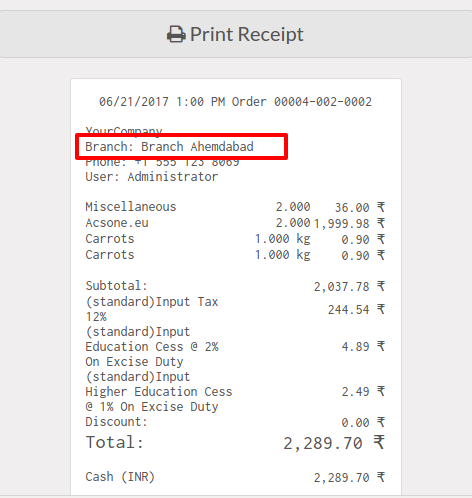 Print Receipt
06/21/2017 1:00 PM Order 00004-002-0002
YourCompany
Branch: Branch Ahemdabad
Phone: +1 555 123 8069
User: Administrator
Miscellaneous 2.000 36.00 ₹
Acsone.eu 2.000 1,999.98 ₹
Carrots 1.000 kg 0.90 ₹
Carrots 1.000 kg 0.90 ₹
Subtotal: 2,037.78 ₹
(standard)Input Tax 244.54 ₹
12%
(standard)Input
Education Cess @ 2% 4.89 ₹
On Excise Duty
(standard)Input
Higher Education Cess 2.49 ₹
@ 1% On Excise Duty
Discount: 0.00 ₹
Total: 2,289.70 ₹
Cash (INR) 2,289.70 ₹